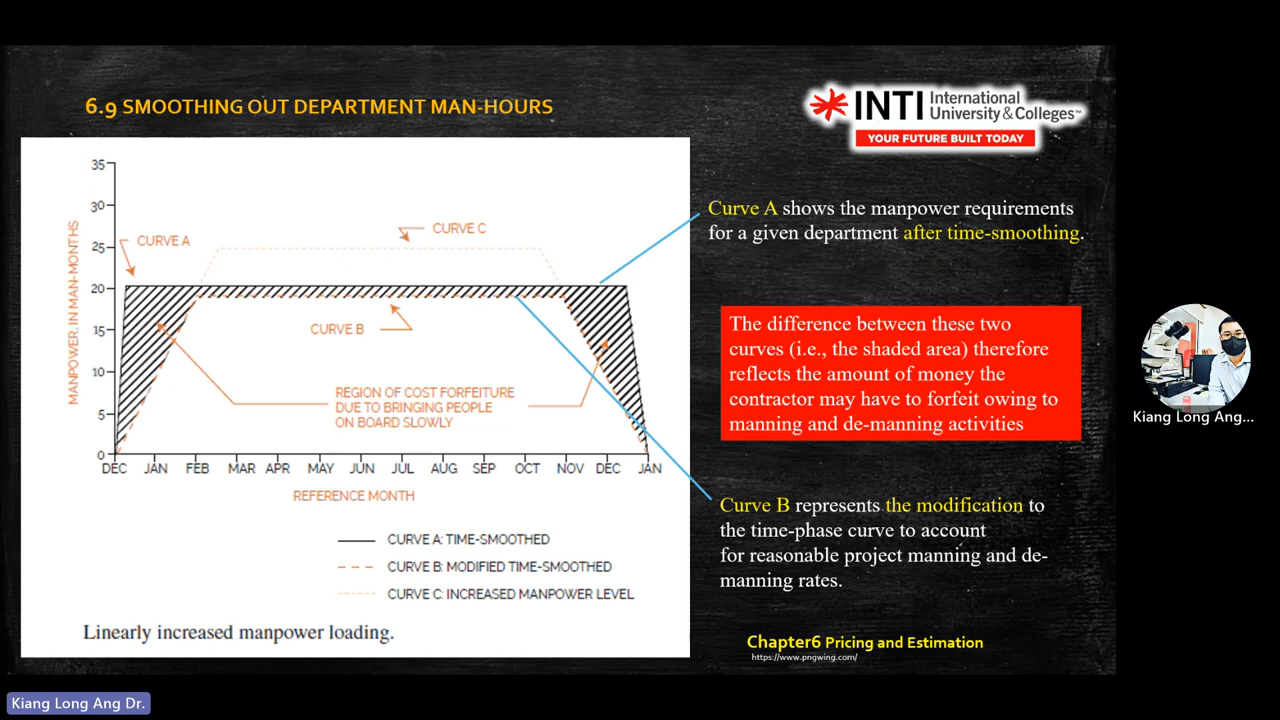 6.9 SMOOTHING OUT DEPARTMENT MAN-HOURS
INTI International
University & Colleges™
YOUR FUTURE BUILT TODAY
35
30
25
20
15
10
5
0
MANPOWER, IN MAN-MONTHS
CURVE A
CURVE C
CURVE B
REGION OF COST FORFEITURE
DUE TO BRINGING PEOPLE
ON BOARD SLOWLY
DEC JAN FEB MAR APR MAY JUN JUL AUG SEP OCT NOV DEC JAN
REFERENCE MONTH
CURVE A: TIME-SMOOTHED
CURVE B: MODIFIED TIME-SMOOTHED
CURVE C: INCREASED MANPOWER LEVEL
Linearly increased manpower loading.
Curve A shows the manpower requirements
for a given department after time-smoothing.
The difference between these two
curves (i.e., the shaded area) therefore
reflects the amount of money the
contractor may have to forfeit owing to
manning and de-manning activities
Curve B represents the modification to
the time-phase curve to account
for reasonable project manning and de-
manning rates.
Chapter6 Pricing and Estimation
https://www.pngwing.com/
Kiang Long Ang...
Kiang Long Ang Dr.